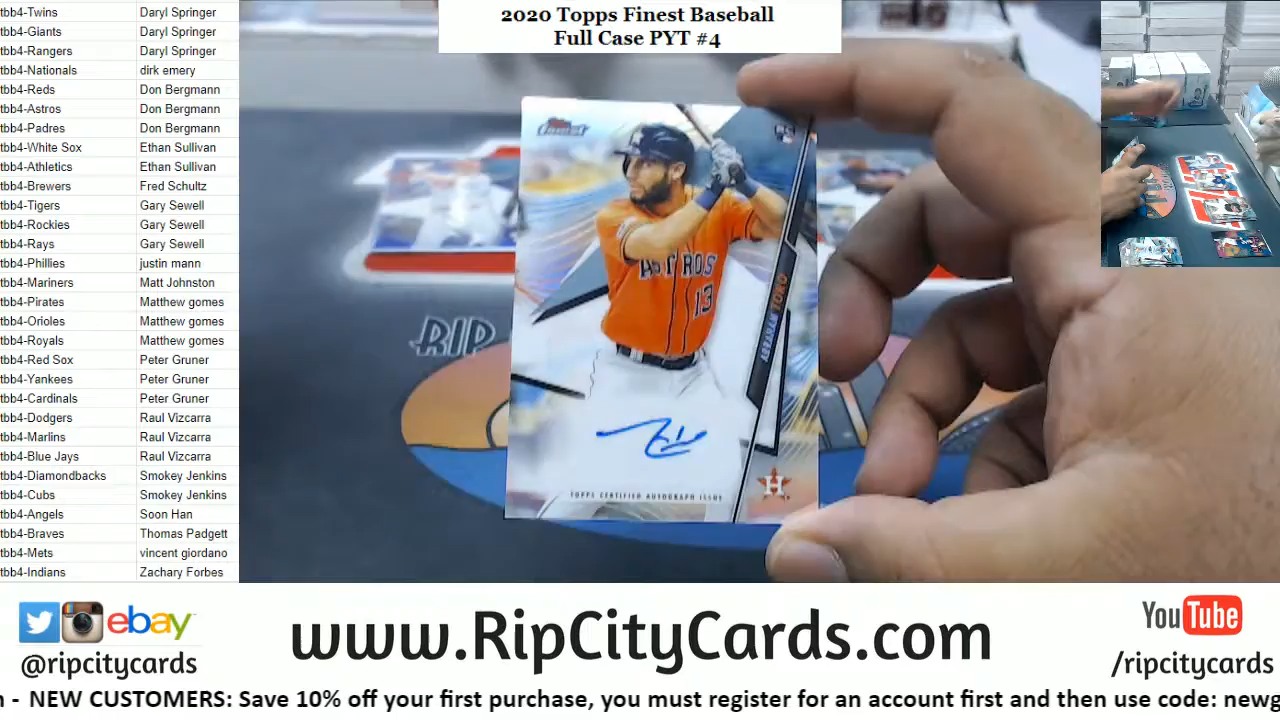 tbb4-Twins Daryl Springer
tbb4-Giants Daryl Springer
tbb4-Rangers Daryl Springer
tbb4-Nationals dirk emery
tbb4-Reds Don Bergmann
tbb4-Astros Don Bergmann
tbb4-Padres Don Bergmann
tbb4-White Sox Ethan Sullivan
tbb4-Athletics Ethan Sullivan
tbb4-Brewers Fred Schultz
tbb4-Tigers Gary Sewell
tbb4-Rockies Gary Sewell
tbb4-Rays Gary Sewell
tbb4-Phillies justin mann
tbb4-Mariners Matt Johnston
tbb4-Pirates Matthew gomes
tbb4-Orioles Matthew gomes
tbb4-Royals Matthew gomes
tbb4-Red Sox Peter Gruner
tbb4-Yankees Peter Gruner
tbb4-Cardinals Peter Gruner
tbb4-Dodgers Raul Vizcarra
tbb4-Marlins Raul Vizcarra
tbb4-Blue Jays Raul Vizcarra
tbb4-Diamondbacks Smokey Jenkins
tbb4-Cubs Smokey Jenkins
tbb4-Angels Soon Han
tbb4-Braves Thomas Padgett
tbb4-Mets vincent giordano
tbb4-Indians Zachary Forbes
2020 Topps Finest Baseball
Full Case PYT #4
finest
ASTROS
13
ABRAHAM TORO
TOPPS CERTIFIED AUTOGRAPH ISSUE
H
RIP
ebay
@ripcitycards
www.RipCityCards.com
YouTube
/ripcitycards
n - NEW CUSTOMERS: Save 10% off your first purchase, you must register for an account first and then use code: newg